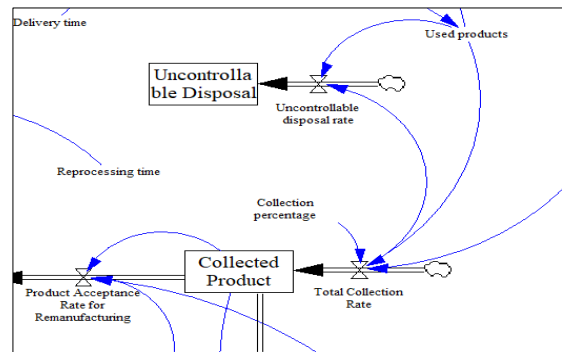 Delivery time
Used products
Uncontrolla
ble Disposal
Uncontrollable
disposal rate
Reprocessing time
Collection
percentage
Collected
Product
Total Collection
Rate
Product Acceptance
Rate for
Remanufacturing